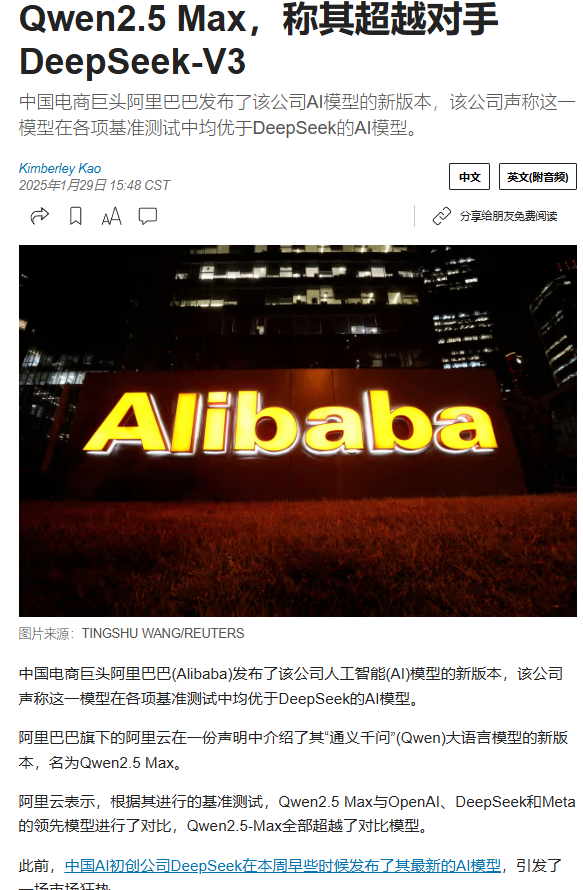 Qwen2.5 Max，称其超越对手
DeepSeek-V3
中国电商巨头阿里巴巴发布了该公司AI模型的新版本，该公司声称这一
模型在各项基准测试中均优于DeepSeek的AI模型。
Kimberley Kao
2025年1月29日 15:48 CST
中文
英文(附音频)
AA
分享给朋友免费阅读
Alibaba
图片来源：TINGSHU WANG/REUTERS
中国电商巨头阿里巴巴(Alibaba)发布了该公司人工智能(AI)模型的新版本，该公司
声称这一模型在各项基准测试中均优于DeepSeek的AI模型。
阿里巴巴旗下的阿里云在一份声明中介绍了其“通义千问”(Qwen)大语言模型的新版
本，名为Qwen2.5 Max。
阿里云表示，根据其进行的基准测试，Qwen2.5 Max与OpenAI、DeepSeek和Meta
的领先模型进行了对比，Qwen2.5-Max全部超越了对比模型。
此前，中国AI初创公司DeepSeek在本周早些时候发布了其最新的AI模型，引发了
一场市场狂热